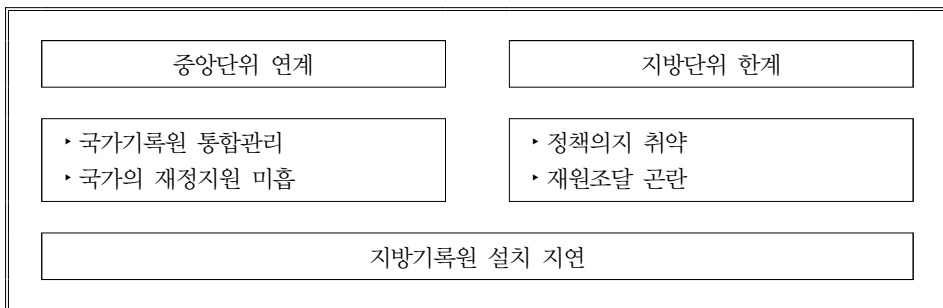 중앙단위 연계
지방단위 한계
‣국가기록원 통합관리
‣국가의 재정지원 미흡
‣정책의지 취약
‣재원조달 곤란
지방기록원 설치 지연